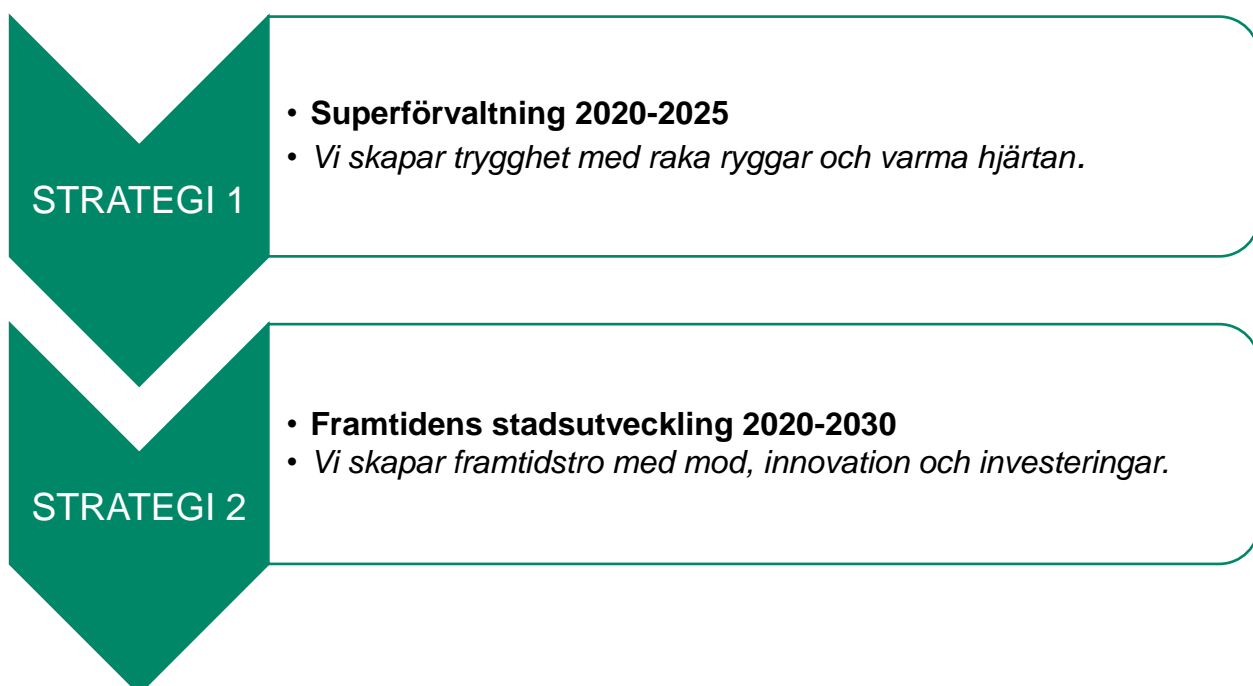 STRATEGI 1
• Superförvaltning 2020-2025
• Vi skapar trygghet med raka ryggar och varma hjärtan.
STRATEGI 2
• Framtidens stadsutveckling 2020-2030
• Vi skapar framtidstro med mod, innovation och investeringar.